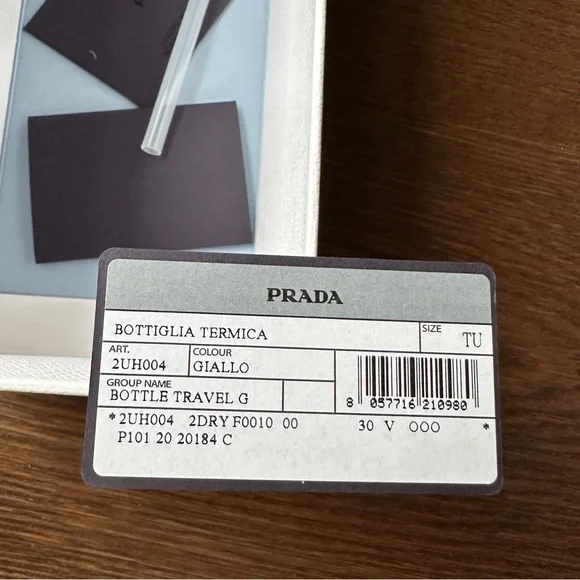 PRADA
BOTTIGLIA TERMICA
SIZE
TU
ART.
2UH004
COLOUR
GIALLO
GROUP NAME
BOTTLE TRAVEL G
8 057716 210980
*2UH004 2DRY F0010 00 30 V OOO *
P101 20 20184 C